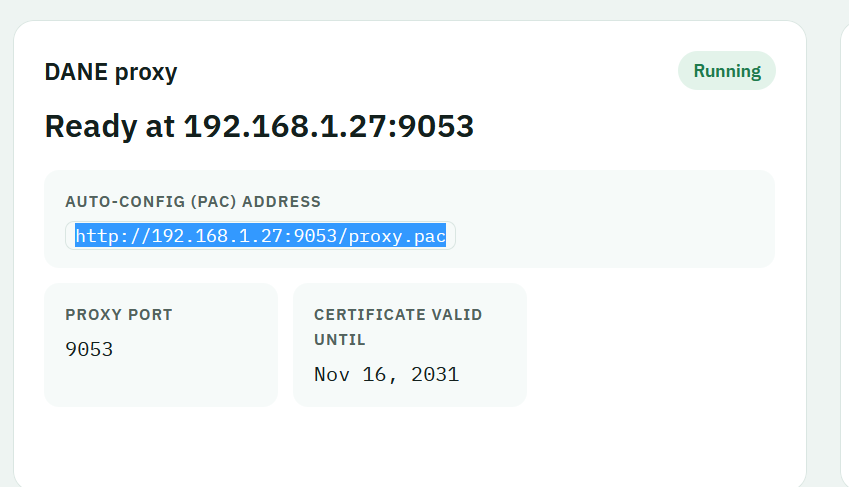 DANE proxy
Running
Ready at 192.168.1.27:9053
AUTO-CONFIG (PAC) ADDRESS
http://192.168.1.27:9053/proxy.pac
PROXY PORT
9053
CERTIFICATE VALID
UNTIL
Nov 16, 2031